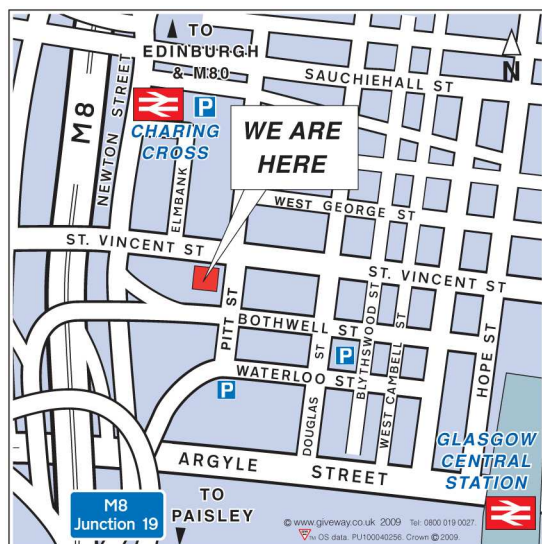 TO
EDINBURGH
& M80
N
SAUCHIEHALL ST
M8
NEWTON STREET
P
CHARING
CROSS
WE ARE
HERE
ELMBANK
WEST GEORGE ST
ST. VINCENT ST
ST. VINCENT ST
PITT ST
BOTHWELL ST
BLYTHSWOOD ST
WEST CAMBELL ST
HOPE ST
P
WATERLOO ST
P
DOUGLAS ST
GLASGOW
CENTRAL
STATION
ARGYLE STREET
M8
Junction 19
TO
PAISLEY
© www.giveway.co.uk 2009 Tel: 0800 019 0027.
TM OS data. PU100040256. Crown © 2009.